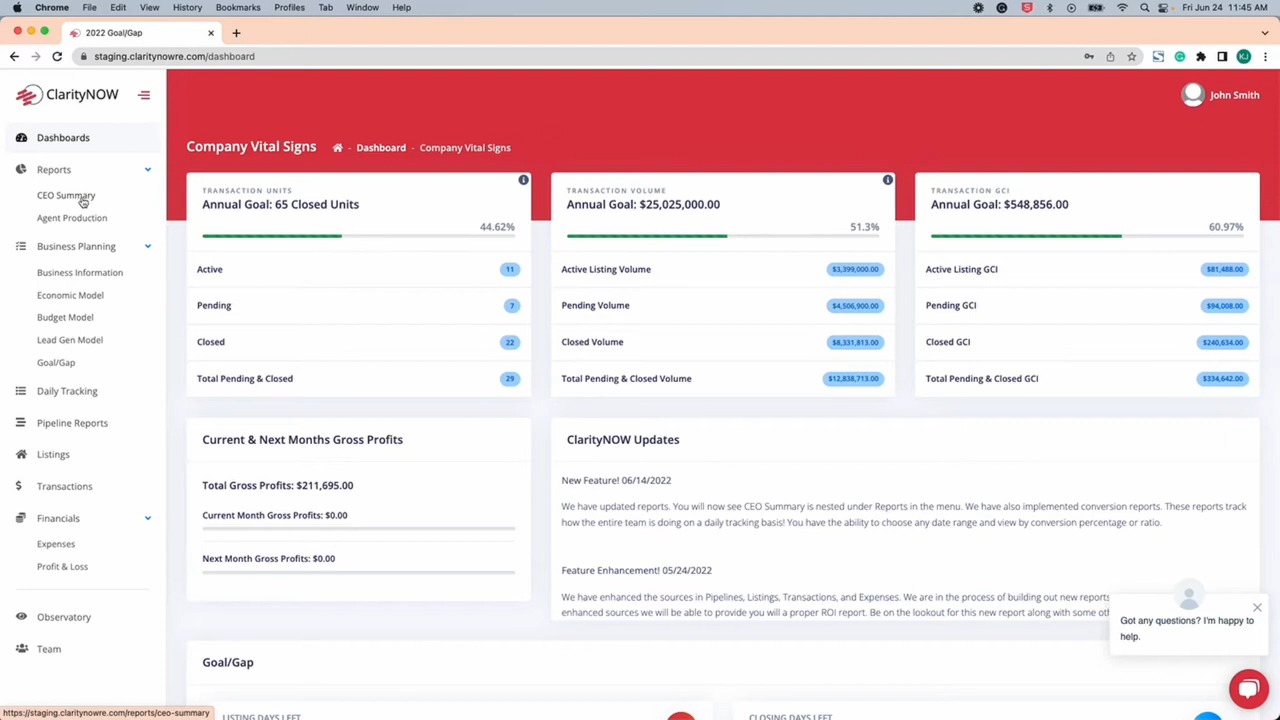 Chrome File Edit View History Bookmarks Profiles Tab Window Help Fri Jun 24 11:45 AM
2022 Goal/Gap
staging.claritynowre.com/dashboard KJ
ClarityNOW
John Smith
Dashboards
Reports
CEO Summary
Agent Production
Business Planning
Business Information
Economic Model
Budget Model
Lead Gen Model
Goal/Gap
Daily Tracking
Pipeline Reports
Listings
Transactions
Financials
Expenses
Profit & Loss
Observatory
Team
Company Vital Signs - Dashboard - Company Vital Signs
TRANSACTION UNITS
Annual Goal: 65 Closed Units
44.62%
Active 11
Pending 7
Closed 22
Total Pending & Closed 29
TRANSACTION VOLUME
Annual Goal: $25,025,000.00
51.3%
Active Listing Volume $3,399,000.00
Pending Volume $4,506,900.00
Closed Volume $8,331,813.00
Total Pending & Closed Volume $12,838,713.00
TRANSACTION GCI
Annual Goal: $548,856.00
60.97%
Active Listing GCI $81,488.00
Pending GCI $94,008.00
Closed GCI $240,634.00
Total Pending & Closed GCI $334,642.00
Current & Next Months Gross Profits
Total Gross Profits: $211,695.00
Current Month Gross Profits: $0.00
Next Month Gross Profits: $0.00
ClarityNOW Updates
New Feature! 06/14/2022
We have updated reports. You will now see CEO Summary is nested under Reports in the menu. We have also implemented conversion reports. These reports track
how the entire team is doing on a daily tracking basis! You have the ability to choose any date range and view by conversion percentage or ratio.
Feature Enhancement! 05/24/2022
We have enhanced the sources in Pipelines, Listings, Transactions, and Expenses. We are in the process of building out new reports
enhanced sources we will be able to provide you will a proper ROI report. Be on the lookout for this new report along with some
Got any questions? I'm happy to
help.
Goal/Gap
LISTING DAYS LEFT
CLOSING DAYS LEFT
https://staging.claritynowre.com/reports/ceo-summary